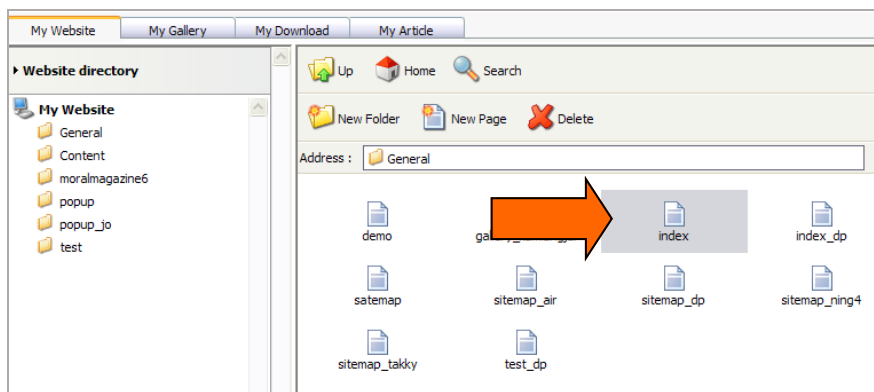 My Website My Gallery My Download My Article
Website directory
My Website
General
Content
moralmagazine6
popup
popup_jo
test
Up Home Search
New Folder New Page Delete
Address : General
demo index index_dp
satemap sitemap_air sitemap_dp sitemap_ning4
sitemap_takky test_dp